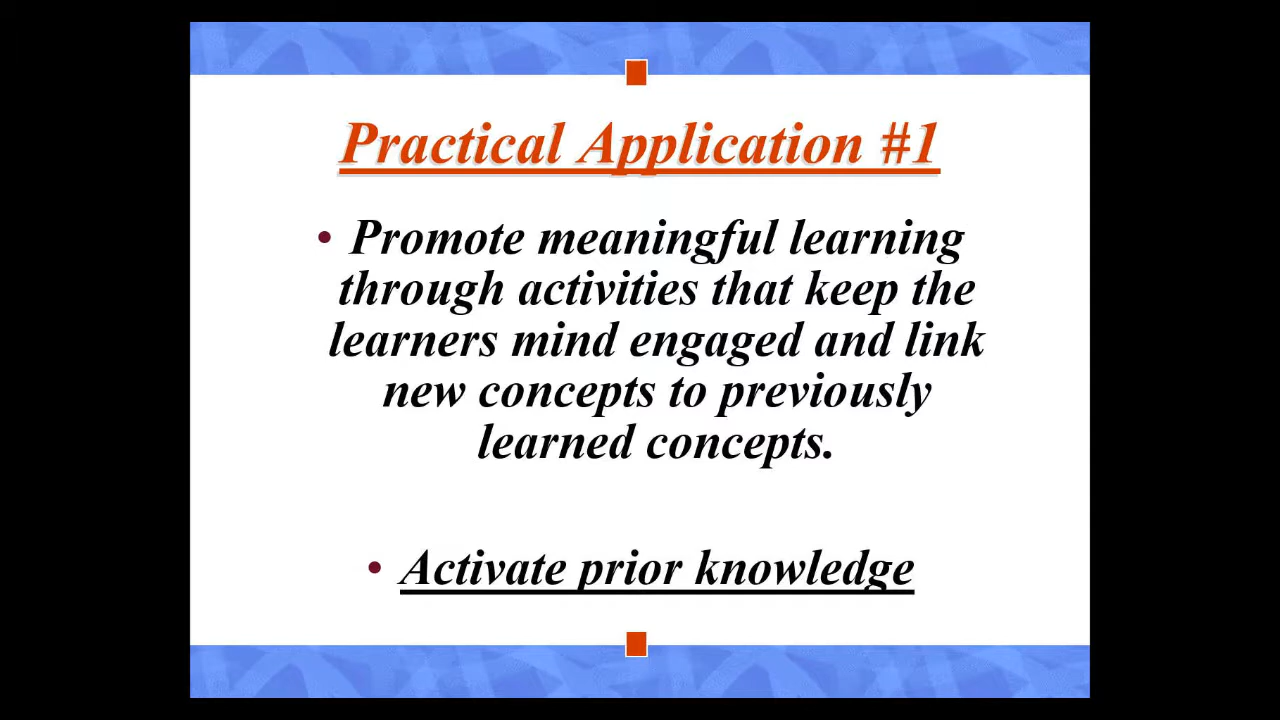 Practical Application #1
• Promote meaningful learning
through activities that keep the
learners mind engaged and link
new concepts to previously
learned concepts.
• Activate prior knowledge